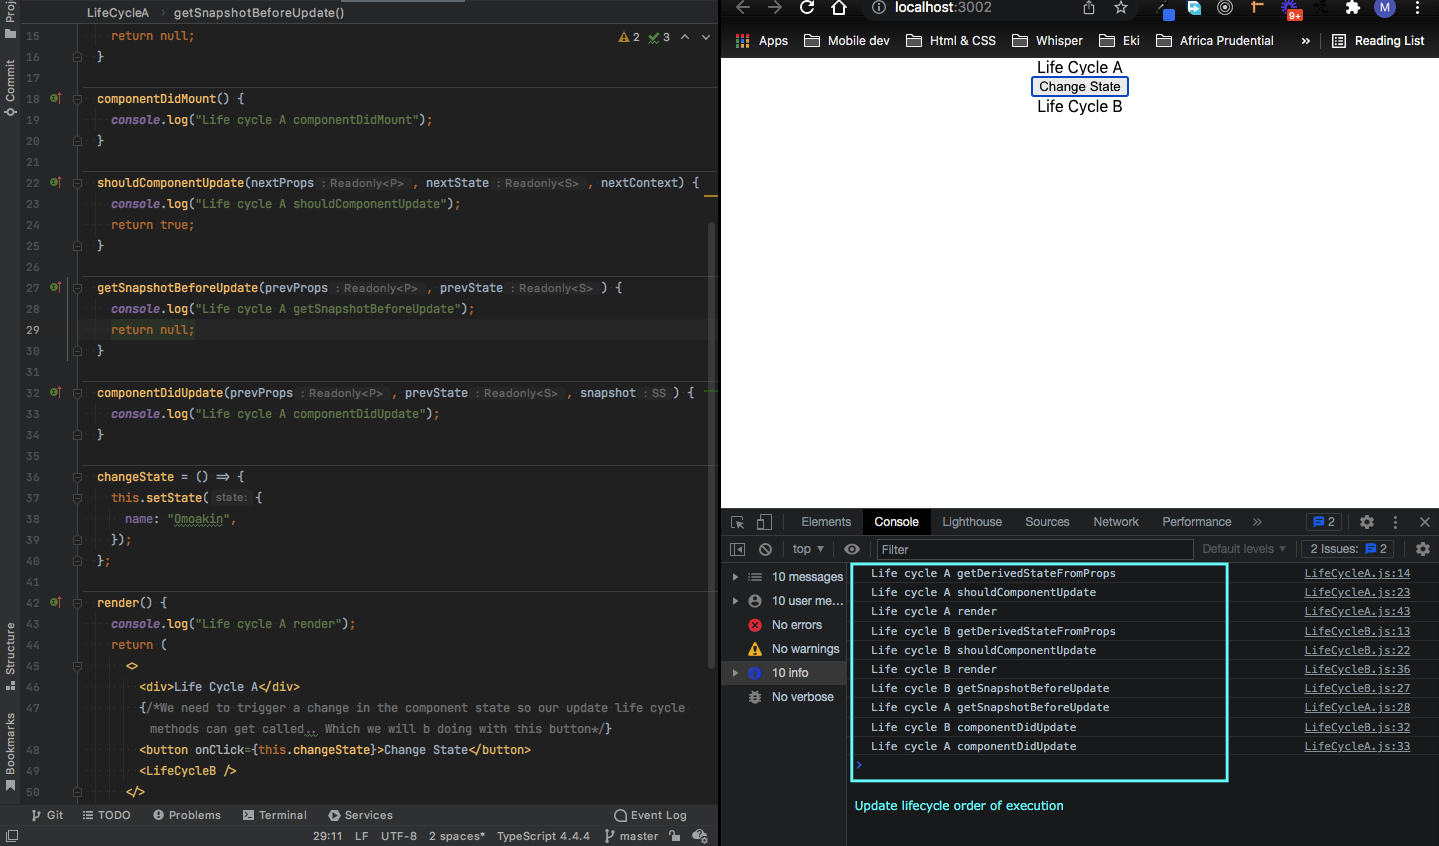 LifeCycleA > getSnapshotBeforeUpdate()
Commit
Structure
Bookmarks
2 3
15 return null;
16 }
17
18 componentDidMount() {
19 console.log("Life cycle A componentDidMount");
20 }
21
22 shouldComponentUpdate(nextProps : Readonly<P> , nextState : Readonly<S> , nextContext) {
23 console.log("Life cycle A shouldComponentUpdate");
24 return true;
25 }
26
27 getSnapshotBeforeUpdate(prevProps : Readonly<P> , prevState : Readonly<S> ) {
28 console.log("Life cycle A getSnapshotBeforeUpdate");
29 return null;
30 }
31
32 componentDidUpdate(prevProps : Readonly<P> , prevState : Readonly<S> , snapshot : SS ) {
33 console.log("Life cycle A componentDidUpdate");
34 }
35
36 changeState = () => {
37 this.setState( state: {
38 name: "Omoakin",
39 });
40 };
41
42 render() {
43 console.log("Life cycle A render");
44 return (
45 <>
46 <div>Life Cycle A</div>
47 {/*We need to trigger a change in the component state so our update life cycle
methods can get called.. Which we will b doing with this button*/}
48 <button onClick={this.changeState}>Change State</button>
49 <LifeCycleB />
50 </>
Git TODO Problems Terminal Services Event Log
29:11 LF UTF-8 2 spaces* TypeScript 4.4.4 master
localhost:3002 9+ M
Apps Mobile dev Html & CSS Whisper Eki Africa Prudential » Reading List
Life Cycle A
Change State
Life Cycle B
Elements Console Lighthouse Sources Network Performance » 2
top Filter Default levels 2 Issues: 2
10 messages
10 user me...
No errors
No warnings
10 info
No verbose
Life cycle A getDerivedStateFromProps LifeCycleA.js:14
Life cycle A shouldComponentUpdate LifeCycleA.js:23
Life cycle A render LifeCycleA.js:43
Life cycle B getDerivedStateFromProps LifeCycleB.js:13
Life cycle B shouldComponentUpdate LifeCycleB.js:22
Life cycle B render LifeCycleB.js:36
Life cycle B getSnapshotBeforeUpdate LifeCycleB.js:27
Life cycle A getSnapshotBeforeUpdate LifeCycleA.js:28
Life cycle B componentDidUpdate LifeCycleB.js:32
Life cycle A componentDidUpdate LifeCycleA.js:33
>
Update lifecycle order of execution